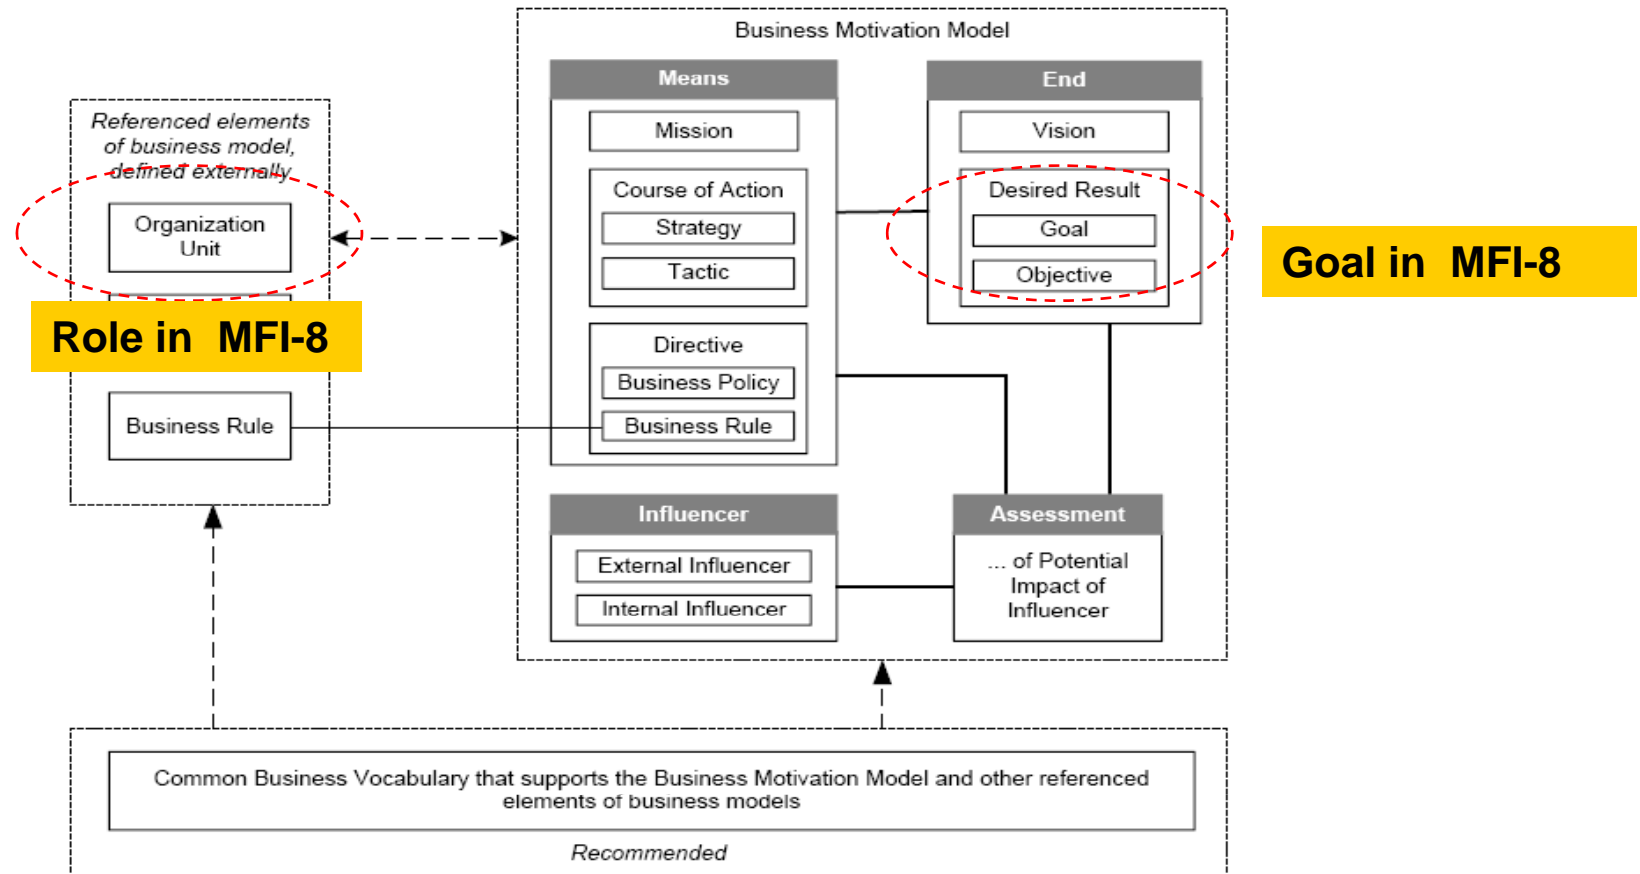 Business Motivation Model
Means
End
Referenced elements
of business model,
defined externally
Mission
Vision
Course of Action
Strategy
Tactic
Desired Result
Goal
Objective
Organization
Unit
Goal in MFI-8
Role in MFI-8
Directive
Business Policy
Business Rule
Business Rule
Influencer
External Influencer
Internal Influencer
Assessment
... of Potential
Impact of
Influencer
Common Business Vocabulary that supports the Business Motivation Model and other referenced
elements of business models
Recommended